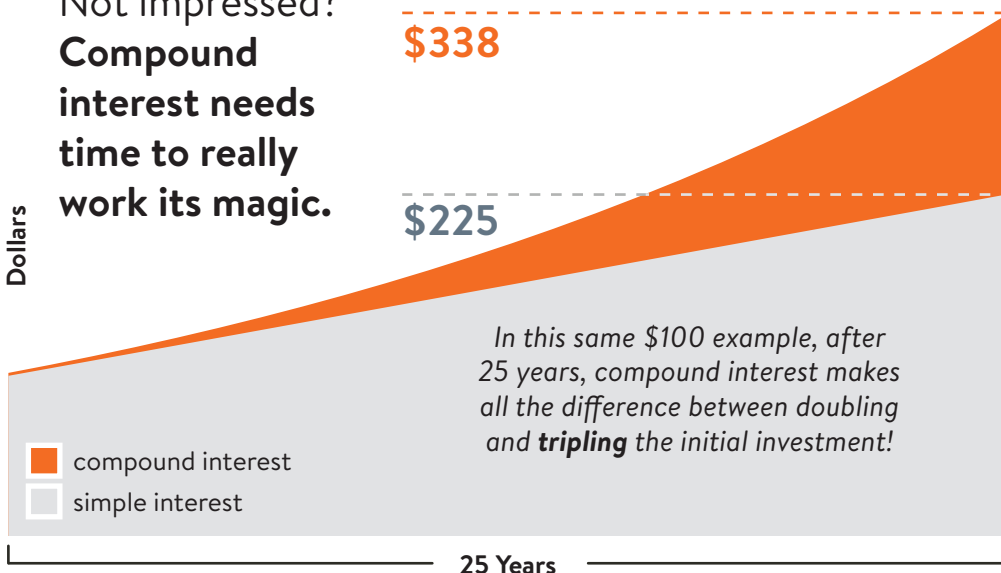 Not impressed?
Compound
interest needs
time to really
work its magic.
$338
$225
Dollars
In this same $100 example, after
25 years, compound interest makes
all the difference between doubling
and tripling the initial investment!
compound interest
simple interest
25 Years